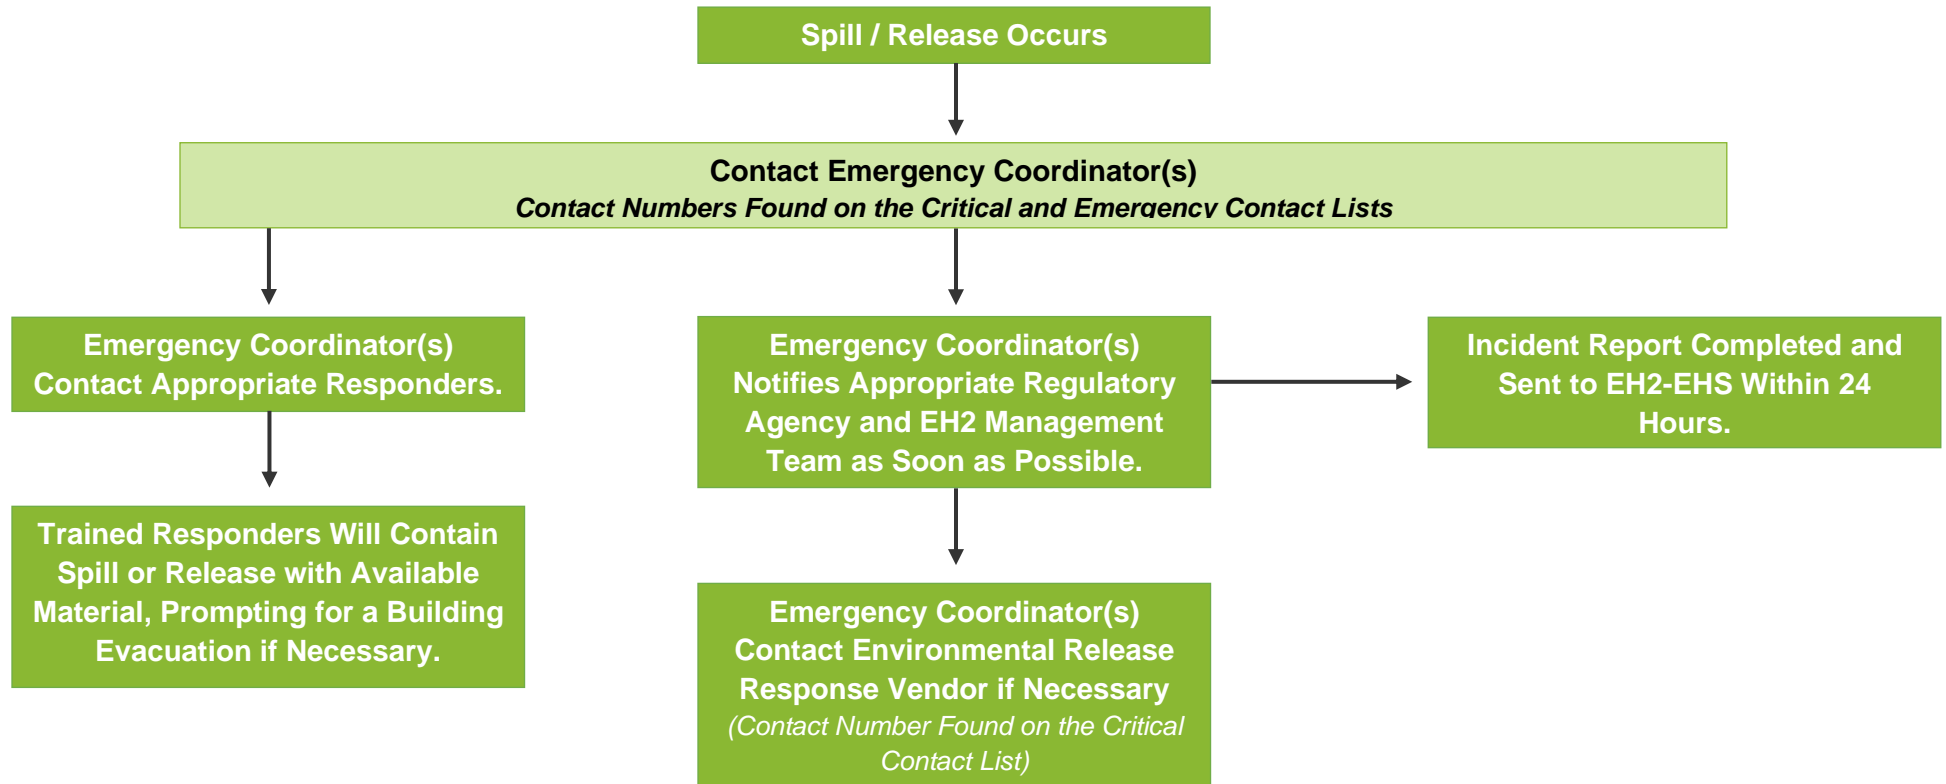 Spill / Release Occurs
Contact Emergency Coordinator(s)
Contact Numbers Found on the Critical and Emergency Contact Lists
Emergency Coordinator(s)
Contact Appropriate Responders.
Emergency Coordinator(s)
Notifies Appropriate Regulatory
Agency and EH2 Management
Team as Soon as Possible.
Incident Report Completed and
Sent to EH2-EHS Within 24
Hours.
Trained Responders Will Contain
Spill or Release with Available
Material, Prompting for a Building
Evacuation if Necessary.
Emergency Coordinator(s)
Contact Environmental Release
Response Vendor if Necessary
(Contact Number Found on the Critical
Contact List)